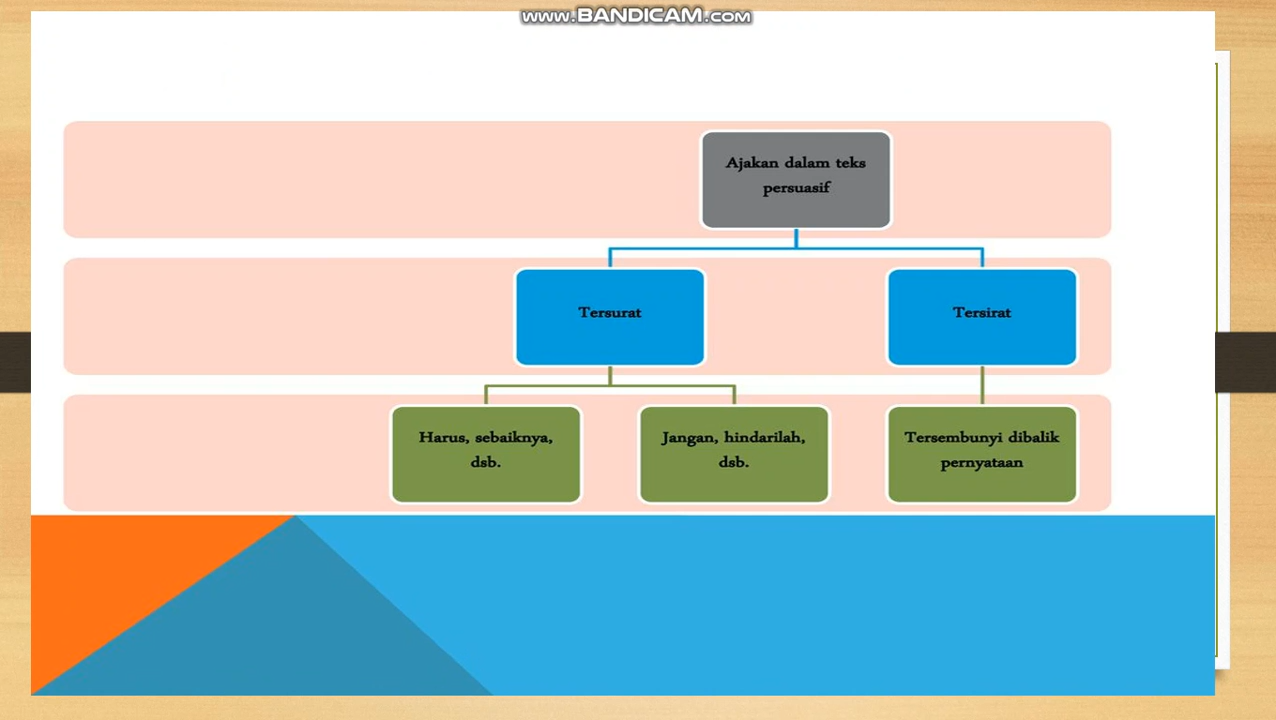 www.BANDICAM.com
Ajakan dalam teks
persuasif
Tersurat
Tersirat
Harus, sebaiknya,
dsb.
Jangan, hindarilah,
dsb.
Tersembunyi dibalik
pernyataan